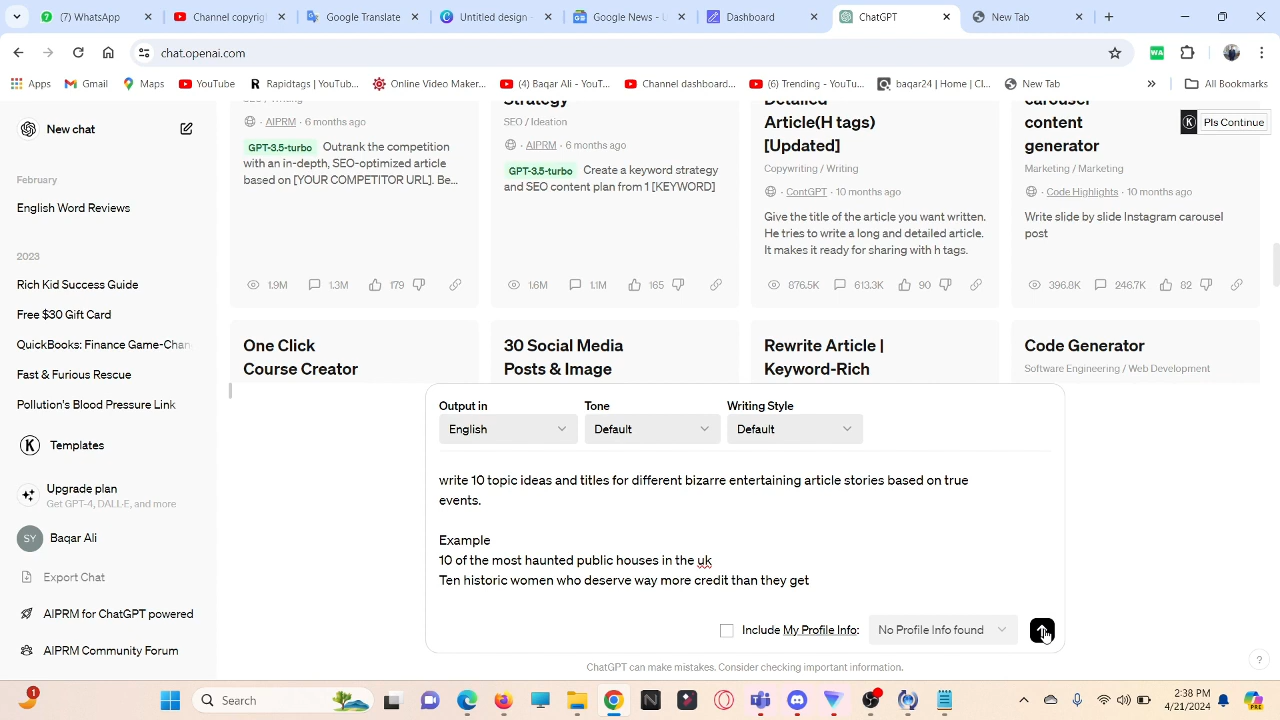 (7) WhatsApp
Channel copyrig
Google Translate
Untitled design -
Google News - U
Dashboard
ChatGPT
New Tab
chat.openai.com
Apps
Gmail
Maps
YouTube
Rapidtags | YouTub...
Online Video Maker...
(4) Baqar Ali - YouT...
Channel dashboard...
(6) Trending - YouTu...
baqar24 | Home | Cl...
New Tab
All Bookmarks
New chat
Pls Continue
February
English Word Reviews
2023
Rich Kid Success Guide
Free $30 Gift Card
QuickBooks: Finance Game-Chan
Fast & Furious Rescue
Pollution's Blood Pressure Link
Templates
Upgrade plan
Get GPT-4, DALL·E, and more
SY
Baqar Ali
Export Chat
AIPRM for ChatGPT powered
AIPRM Community Forum
SEO / Writing
AIPRM · 6 months ago
GPT-3.5-turbo Outrank the competition
with an in-depth, SEO-optimized article
based on [YOUR COMPETITOR URL]. Be...
1.9M 1.3M 179
Strategy
SEO / Ideation
AIPRM · 6 months ago
GPT-3.5-turbo Create a keyword strategy
and SEO content plan from 1 [KEYWORD]
1.6M 1.1M 165
Detailed
Article(H tags)
[Updated]
Copywriting / Writing
ContGPT · 10 months ago
Give the title of the article you want written.
He tries to write a long and detailed article.
It makes it ready for sharing with h tags.
876.5K 613.3K 90
carousel
content
generator
Marketing / Marketing
Code Highlights · 10 months ago
Write slide by slide Instagram carousel
post
396.8K 246.7K 82
One Click
Course Creator
30 Social Media
Posts & Image
Rewrite Article |
Keyword-Rich
Code Generator
Software Engineering / Web Development
Output in
English
Tone
Default
Writing Style
Default
write 10 topic ideas and titles for different bizarre entertaining article stories based on true
events.
Example
10 of the most haunted public houses in the uk
Ten historic women who deserve way more credit than they get
Include My Profile Info:
No Profile Info found
ChatGPT can make mistakes. Consider checking important information.
?
1
Search
2:38 PM
4/21/2024